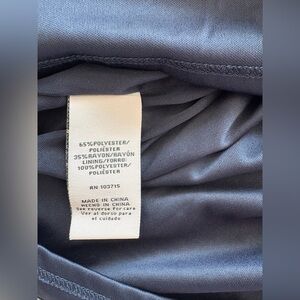 65%POLYESTER/
POLIÉSTER
35%RAYON/RAYÓN
LINING/FORRO:
100%POLYESTER/
POLIÉSTER
RN 103715
MADE IN CHINA
HECHO EN CHINA
See reverse for care
Ver al dorso para
el cuidado